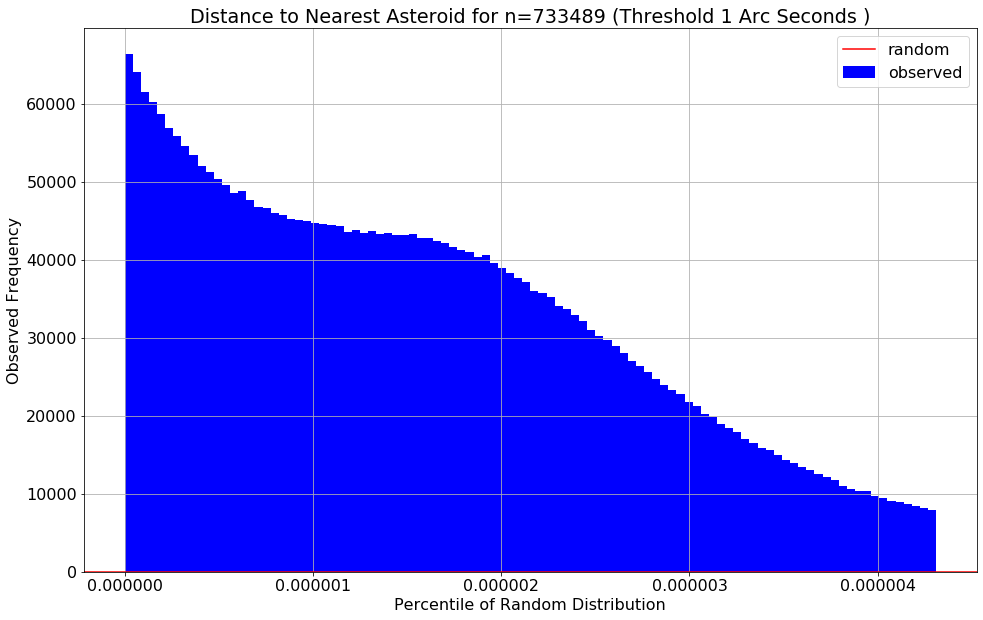 Distance to Nearest Asteroid for n=733489 (Threshold 1 Arc Seconds )
random
observed
Observed Frequency
60000
50000
40000
30000
20000
10000
0
0.000000 0.000001 0.000002 0.000003 0.000004
Percentile of Random Distribution